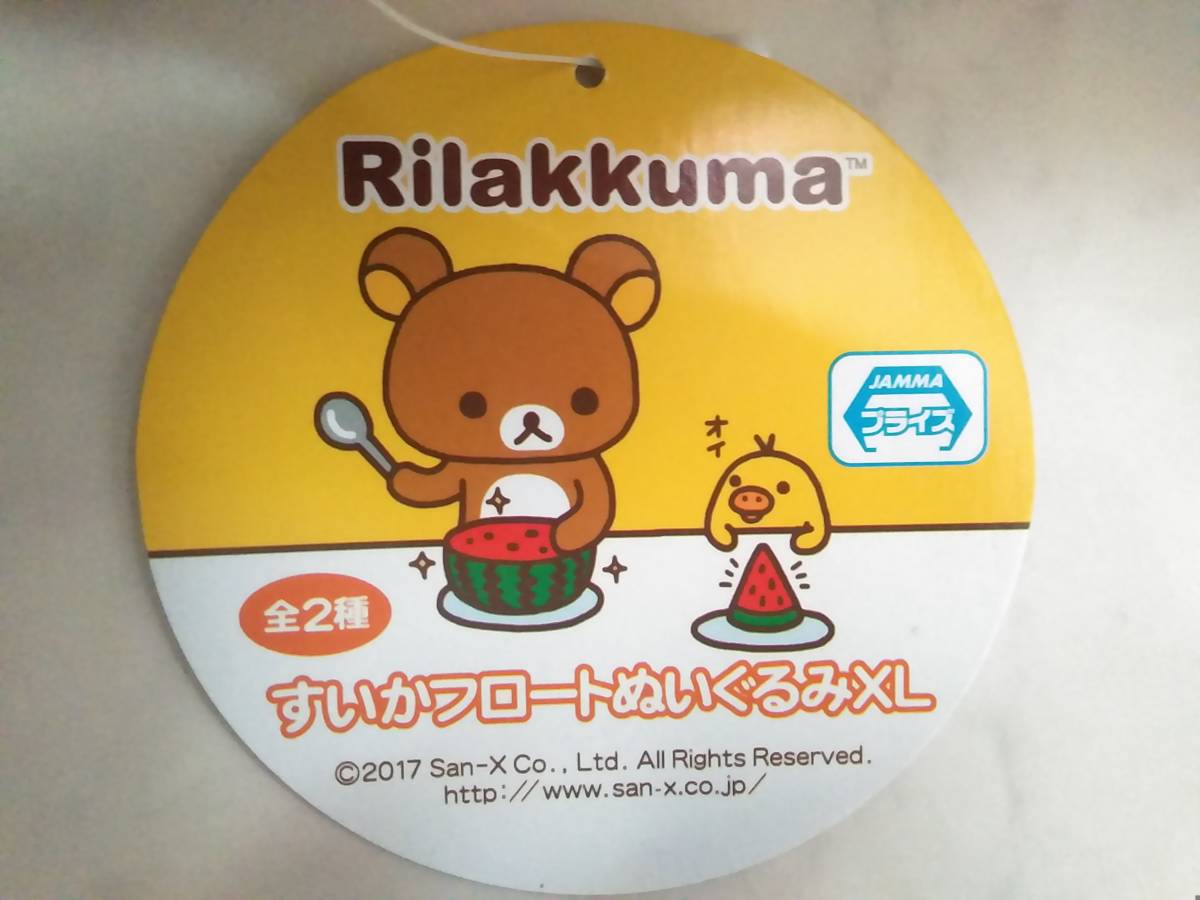 Rilakkuma™
JAMMA
プライズ
オイ
全2種
すいかフロートぬいぐるみXL
©2017 San-X Co., Ltd. All Rights Reserved.
http://www.san-x.co.jp/